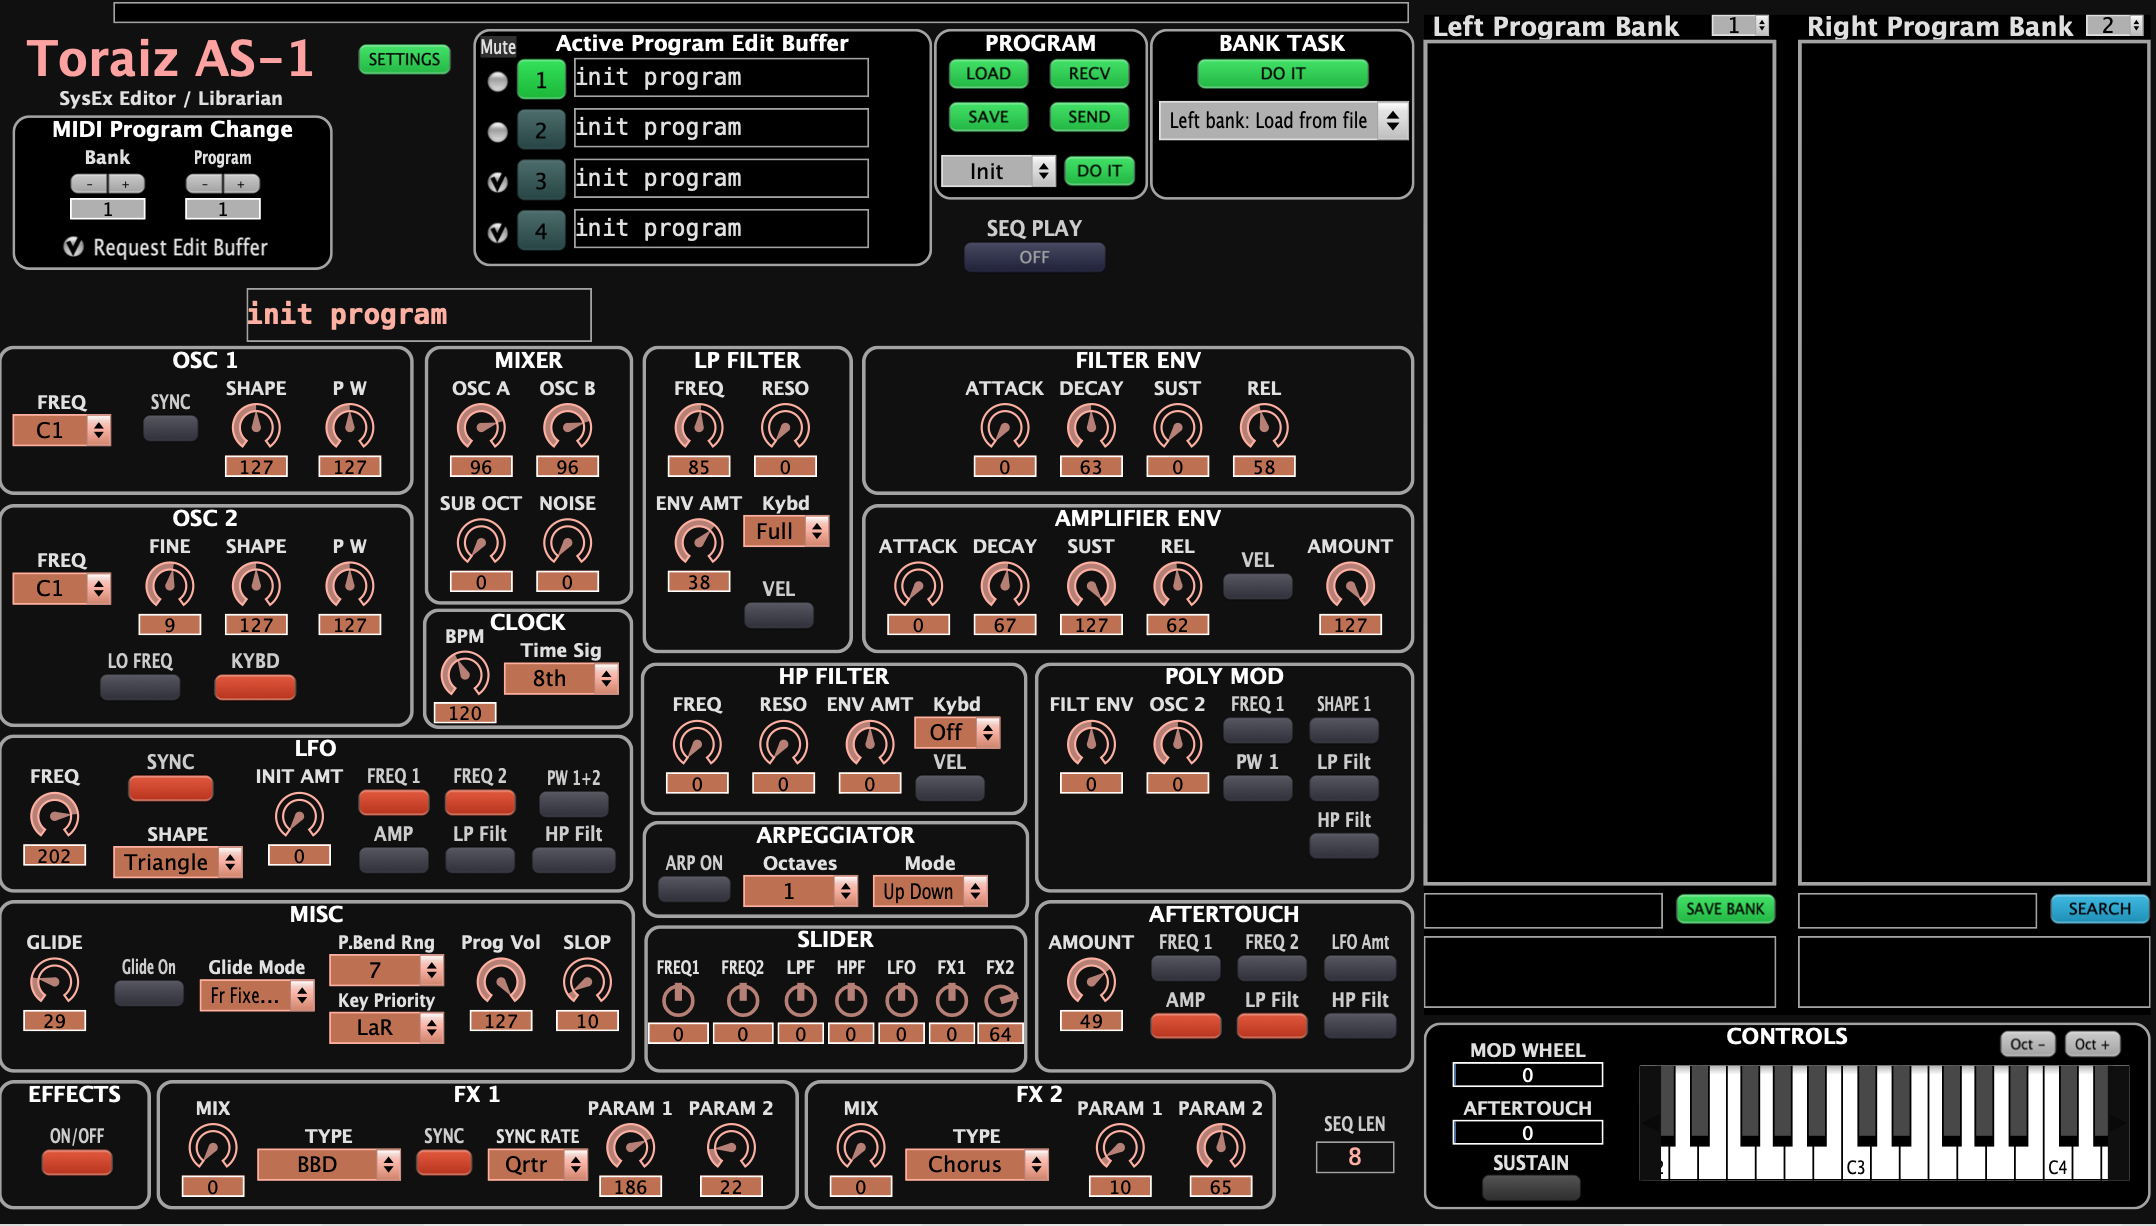 Toraiz AS-1
SysEx Editor / Librarian
SETTINGS
MIDI Program Change
Bank Program
- + - +
1 1
Request Edit Buffer
Mute Active Program Edit Buffer
1 init program
2 init program
3 init program
4 init program
PROGRAM
LOAD RECV
SAVE SEND
Init DO IT
BANK TASK
DO IT
Left bank: Load from file
SEQ PLAY
OFF
Left Program Bank 1
Right Program Bank 2
init program
OSC 1
FREQ SYNC SHAPE P W
C1
127 127
OSC 2
FREQ FINE SHAPE P W
C1
9 127 127
LO FREQ KYBD
MIXER
OSC A OSC B
96 96
SUB OCT NOISE
0 0
CLOCK
BPM Time Sig
8th
120
LP FILTER
FREQ RESO
85 0
ENV AMT Kybd
Full
38
VEL
FILTER ENV
ATTACK DECAY SUST REL
0 63 0 58
AMPLIFIER ENV
ATTACK DECAY SUST REL VEL AMOUNT
0 67 127 62 127
HP FILTER
FREQ RESO ENV AMT Kybd
Off
VEL
0 0 0
POLY MOD
FILT ENV OSC 2 FREQ 1 SHAPE 1
PW 1 LP Filt
0 0
HP Filt
LFO
FREQ SYNC INIT AMT FREQ 1 FREQ 2 PW 1+2
SHAPE AMP LP Filt HP Filt
202 Triangle 0
ARPEGGIATOR
ARP ON Octaves Mode
1 Up Down
MISC
GLIDE Glide On Glide Mode P.Bend Rng Prog Vol SLOP
Fr Fixe... 7
Key Priority
29 LaR 127 10
SLIDER
FREQ1 FREQ2 LPF HPF LFO FX1 FX2
0 0 0 0 0 0 64
AFTERTOUCH
AMOUNT FREQ 1 FREQ 2 LFO Amt
AMP LP Filt HP Filt
49
SAVE BANK
SEARCH
EFFECTS
ON/OFF
FX 1
MIX TYPE SYNC SYNC RATE PARAM 1 PARAM 2
BBD Qrtr
0 186 22
FX 2
MIX TYPE PARAM 1 PARAM 2
Chorus
0 10 65
SEQ LEN
8
CONTROLS
Oct - Oct +
MOD WHEEL
0
AFTERTOUCH
0
SUSTAIN
C3 C4